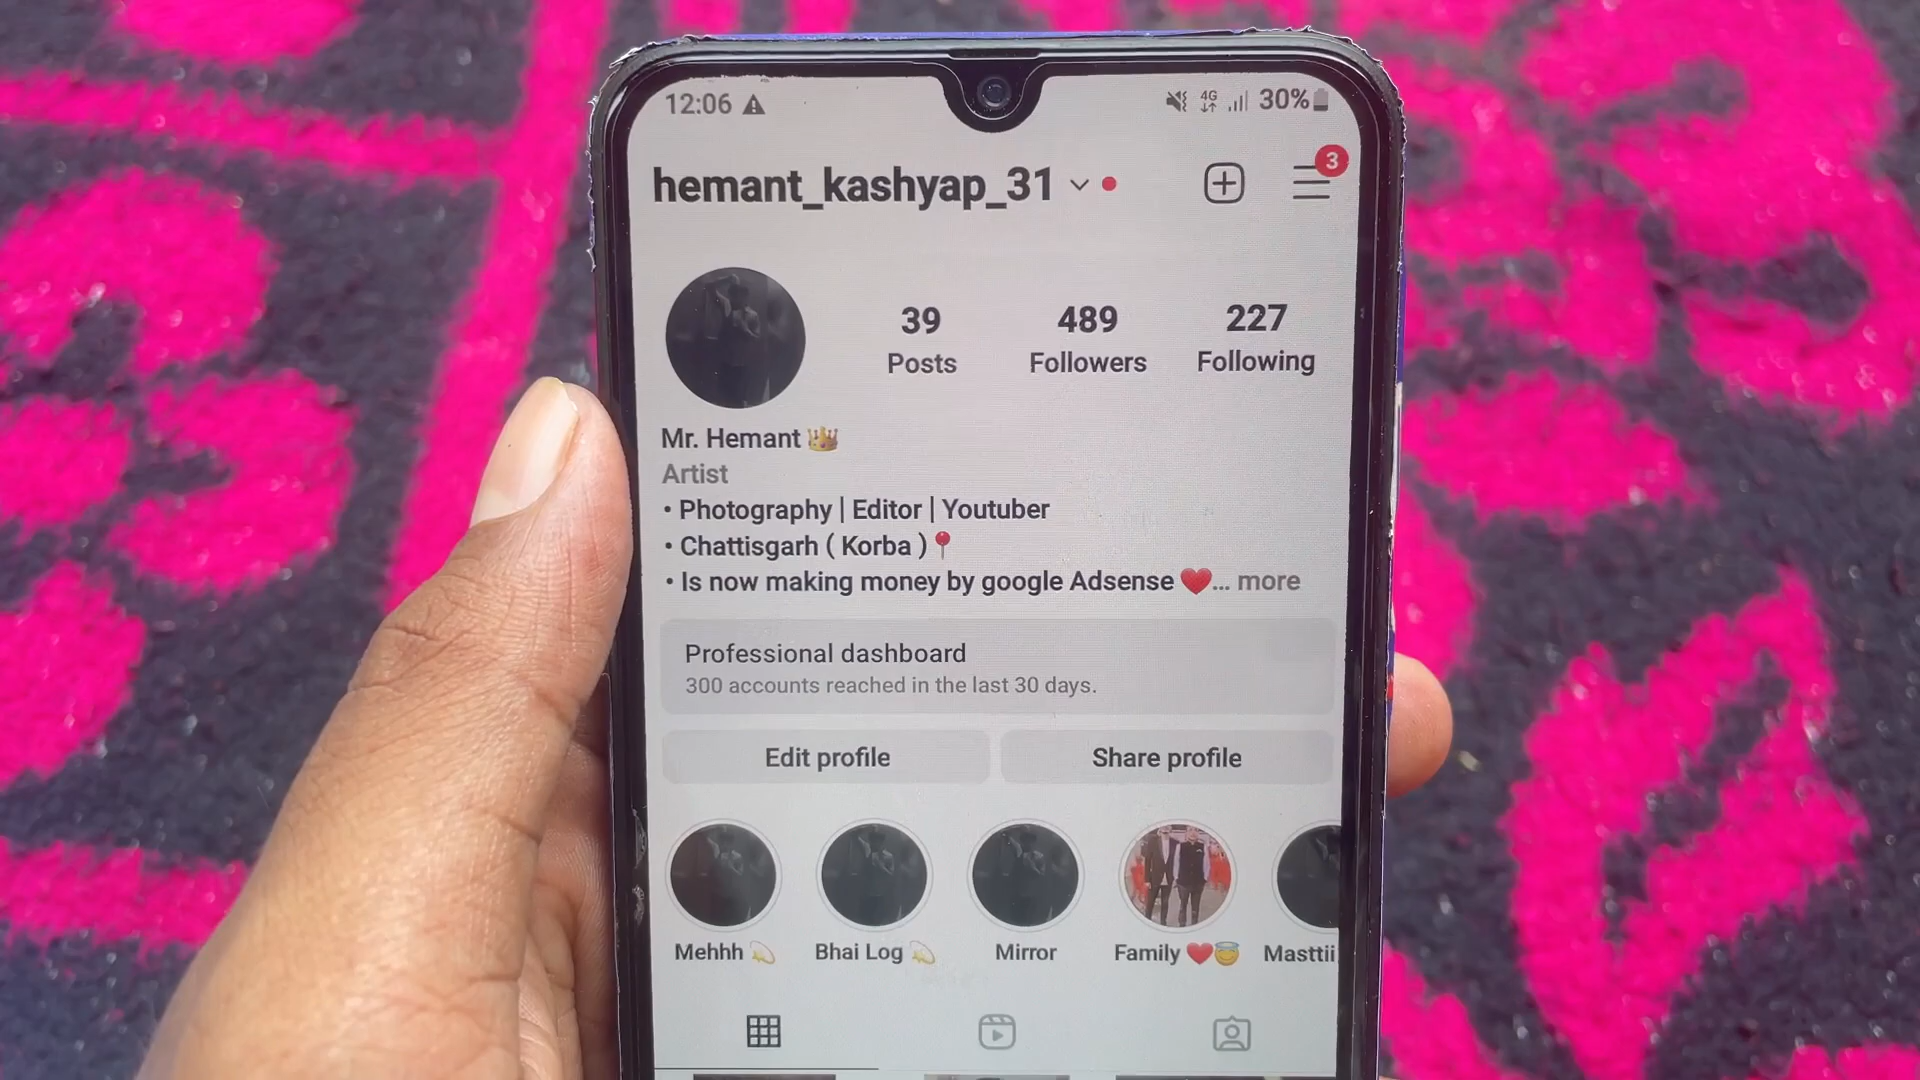 12:06
4G 30%
hemant_kashyap_31
3
39 489 227
Posts Followers Following
Mr. Hemant 👑
Artist
• Photography | Editor | Youtuber
• Chattisgarh ( Korba )📍
• Is now making money by google Adsense ❤️... more
Professional dashboard
300 accounts reached in the last 30 days.
Edit profile Share profile
Mehhh 💫 Bhai Log 💫 Mirror Family ❤️😇 Masttii